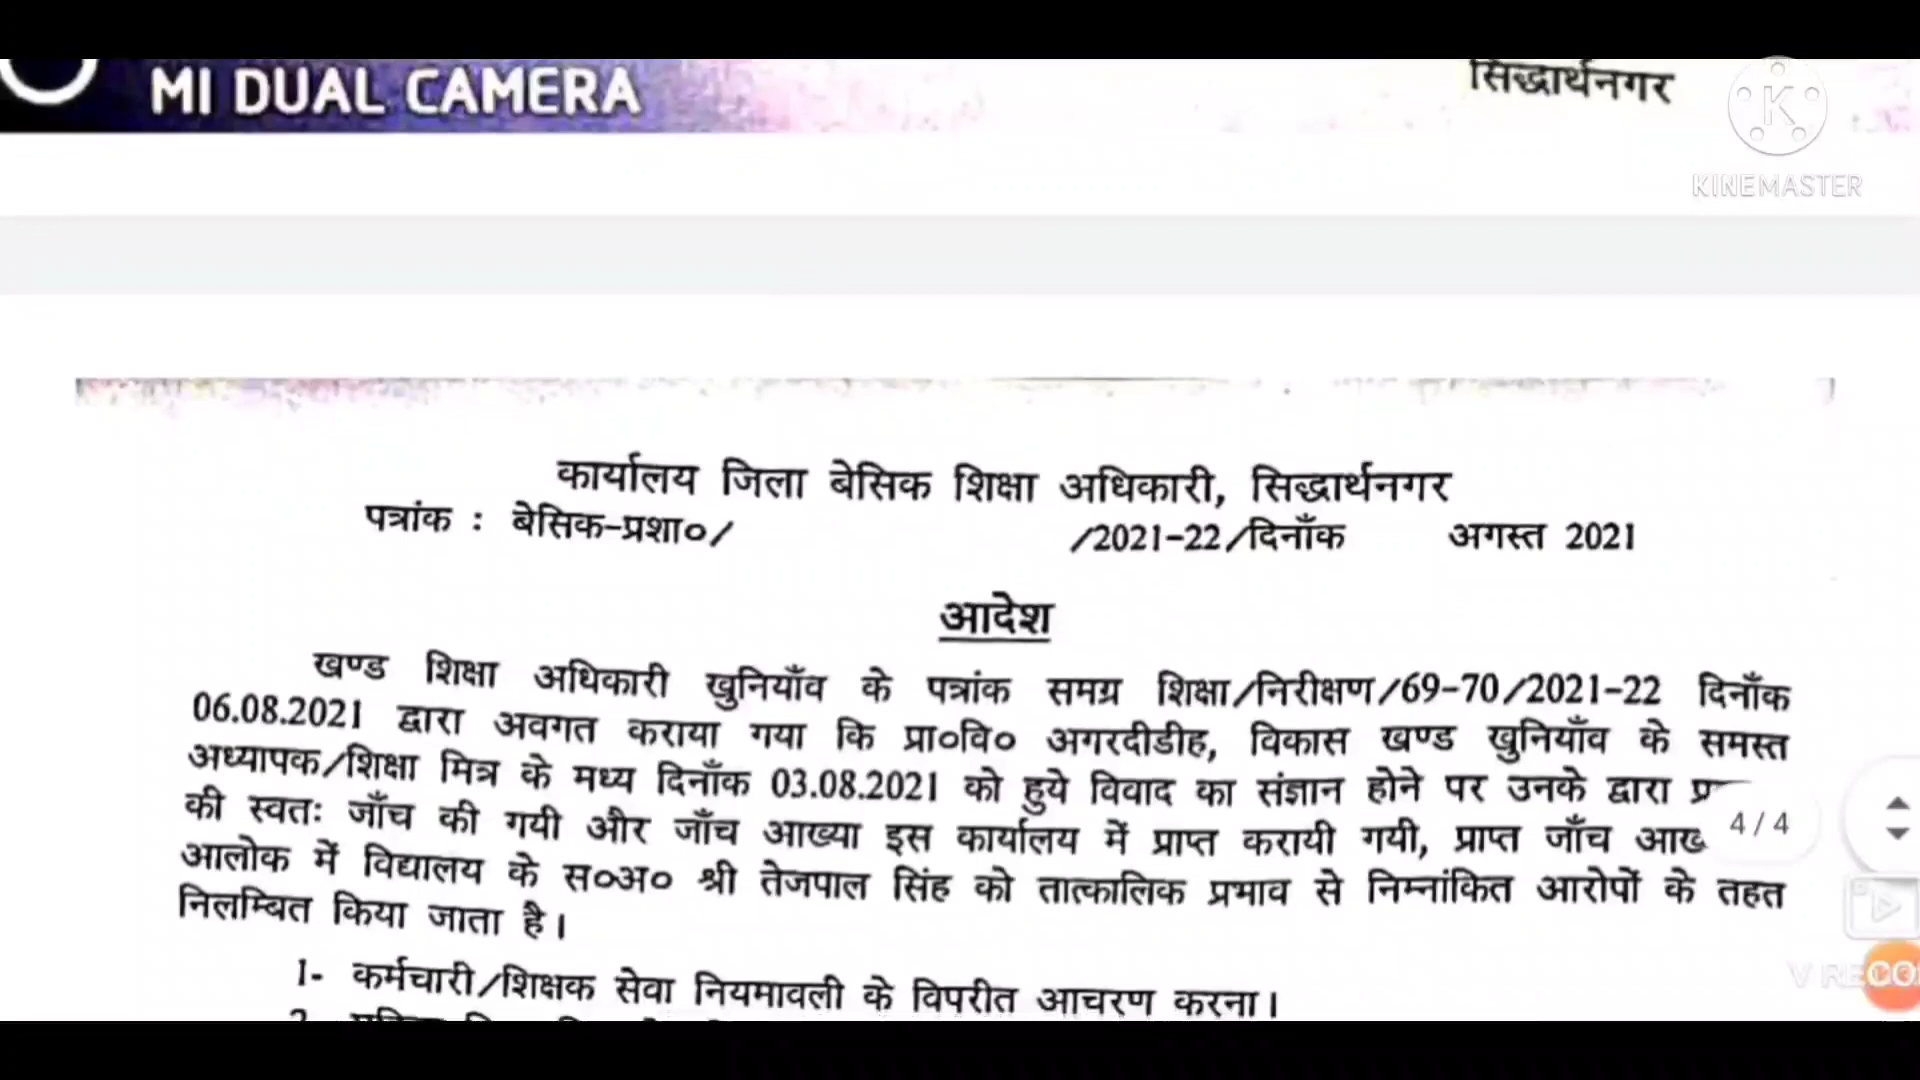 MI DUAL CAMERA
सिद्धार्थनगर
KINEMASTER
कार्यालय जिला बेसिक शिक्षा अधिकारी, सिद्धार्थनगर
पत्रांक : बेसिक-प्रशा०/ /2021-22/दिनाँक अगस्त 2021
आदेश
खण्ड शिक्षा अधिकारी खुनियाँव के पत्रांक समग्र शिक्षा/निरीक्षण/69-70/2021-22 दिनाँक
06.08.2021 द्वारा अवगत कराया गया कि प्रा०वि० अगरदीडीह, विकास खण्ड खुनियाँव के समस्त
अध्यापक/शिक्षा मित्र के मध्य दिनाँक 03.08.2021 को हुये विवाद का संज्ञान होने पर उनके द्वारा
की स्वतः जाँच की गयी और जाँच आख्या इस कार्यालय में प्राप्त करायी गयी, प्राप्त जाँच
4/4
आलोक में विद्यालय के स०अ० श्री तेजपाल सिंह को तात्कालिक प्रभाव से निम्नांकित आरोपों के तहत
निलम्बित किया जाता है।
1- कर्मचारी/शिक्षक सेवा नियमावली के विपरीत आचरण करना।